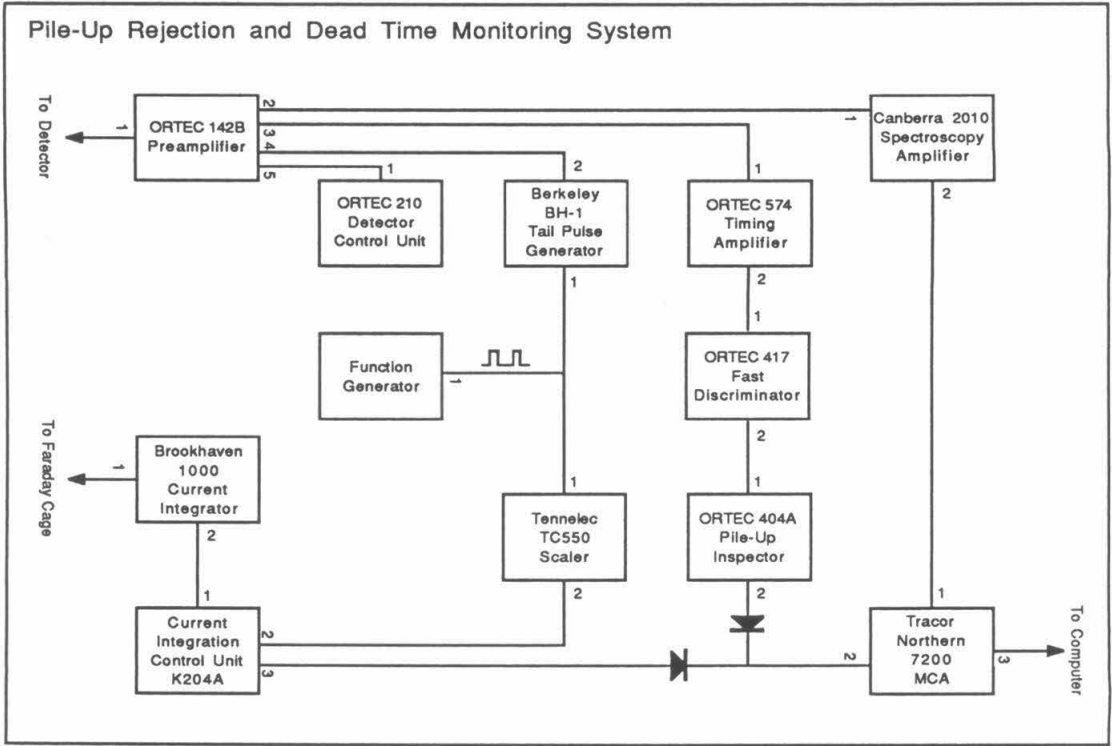 Pile-Up Rejection and Dead Time Monitoring System
To Detector
1
ORTEC 142B
Preamplifier
2
3
4
5
1
ORTEC 210
Detector
Control Unit
2
Berkeley
BH-1
Tail Pulse
Generator
1
1
ORTEC 574
Timing
Amplifier
2
1
Canberra 2010
Spectroscopy
Amplifier
2
Function
Generator
1
1
ORTEC 417
Fast
Discriminator
2
To Faraday Cage
1
Brookhaven
1000
Current
Integrator
2
1
Tennelec
TC550
Scaler
2
1
ORTEC 404A
Pile-Up
Inspector
2
1
Current
Integration
Control Unit
K204A
2
3
1
2
Tracor
Northern
7200
MCA
3
To Computer